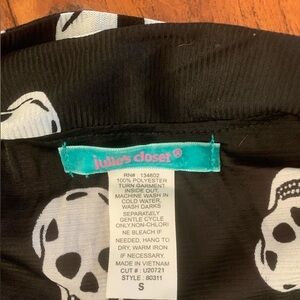 julie's closet®
RN# : 134802
100% POLYESTER
TURN GARMENT
INSIDE OUT,
MACHINE WASH IN
COLD WATER,
WASH DARKS
SEPARATELY
GENTLE CYCLE
ONLY NON-CHLORI
NE BLEACH IF
NEEDED, HANG TO
DRY, WARM IRON
IF NECESSARY.
MADE IN VIETNAM
CUT # : U20721
STYLE : 80311
S